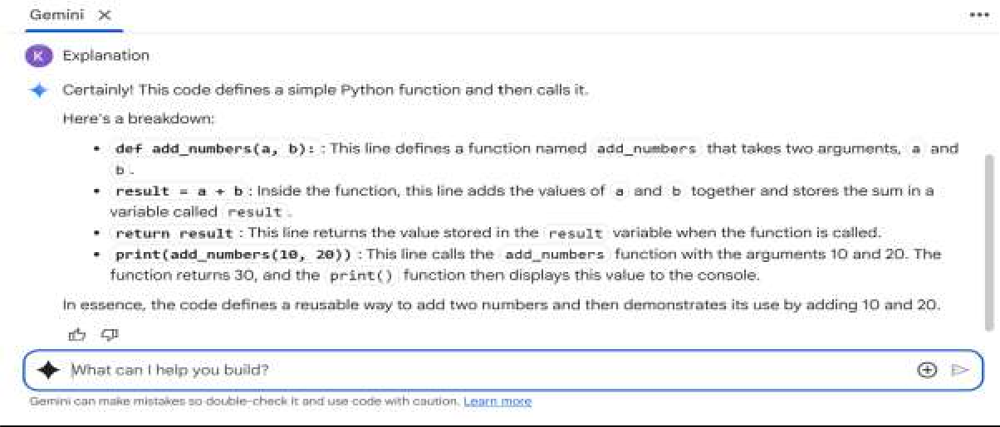 Gemini ×
K Explanation
Certainly! This code defines a simple Python function and then calls it.
Here's a breakdown:
• def add_numbers(a, b): : This line defines a function named add_numbers that takes two arguments, a and
b .
• result = a + b : Inside the function, this line adds the values of a and b together and stores the sum in a
variable called result .
• return result : This line returns the value stored in the result variable when the function is called.
• print(add_numbers(10, 20)) : This line calls the add_numbers function with the arguments 10 and 20. The
function returns 30, and the print() function then displays this value to the console.
In essence, the code defines a reusable way to add two numbers and then demonstrates its use by adding 10 and 20.
What can I help you build?
Gemini can make mistakes so double-check it and use code with caution. Learn more